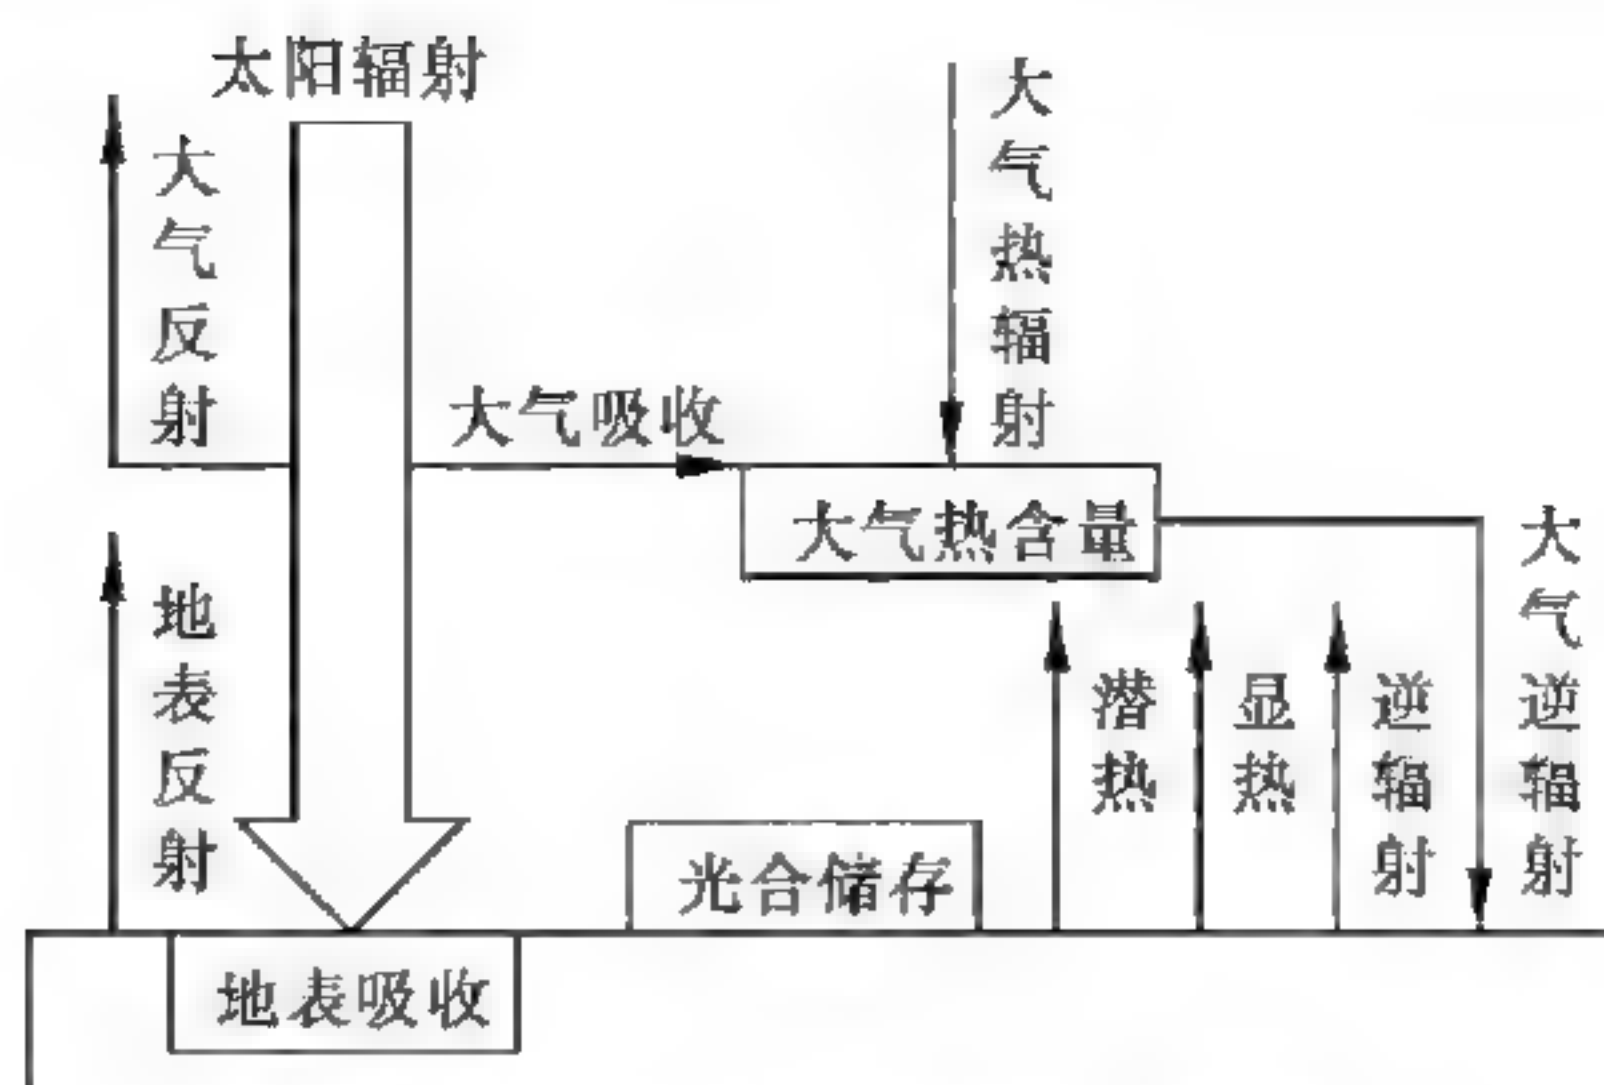 太阳辐射
大气反射
大气热辐射
大气吸收
大气热含量
大气逆辐射
地表反射
潜热
显热
逆辐射
光合储存
地表吸收